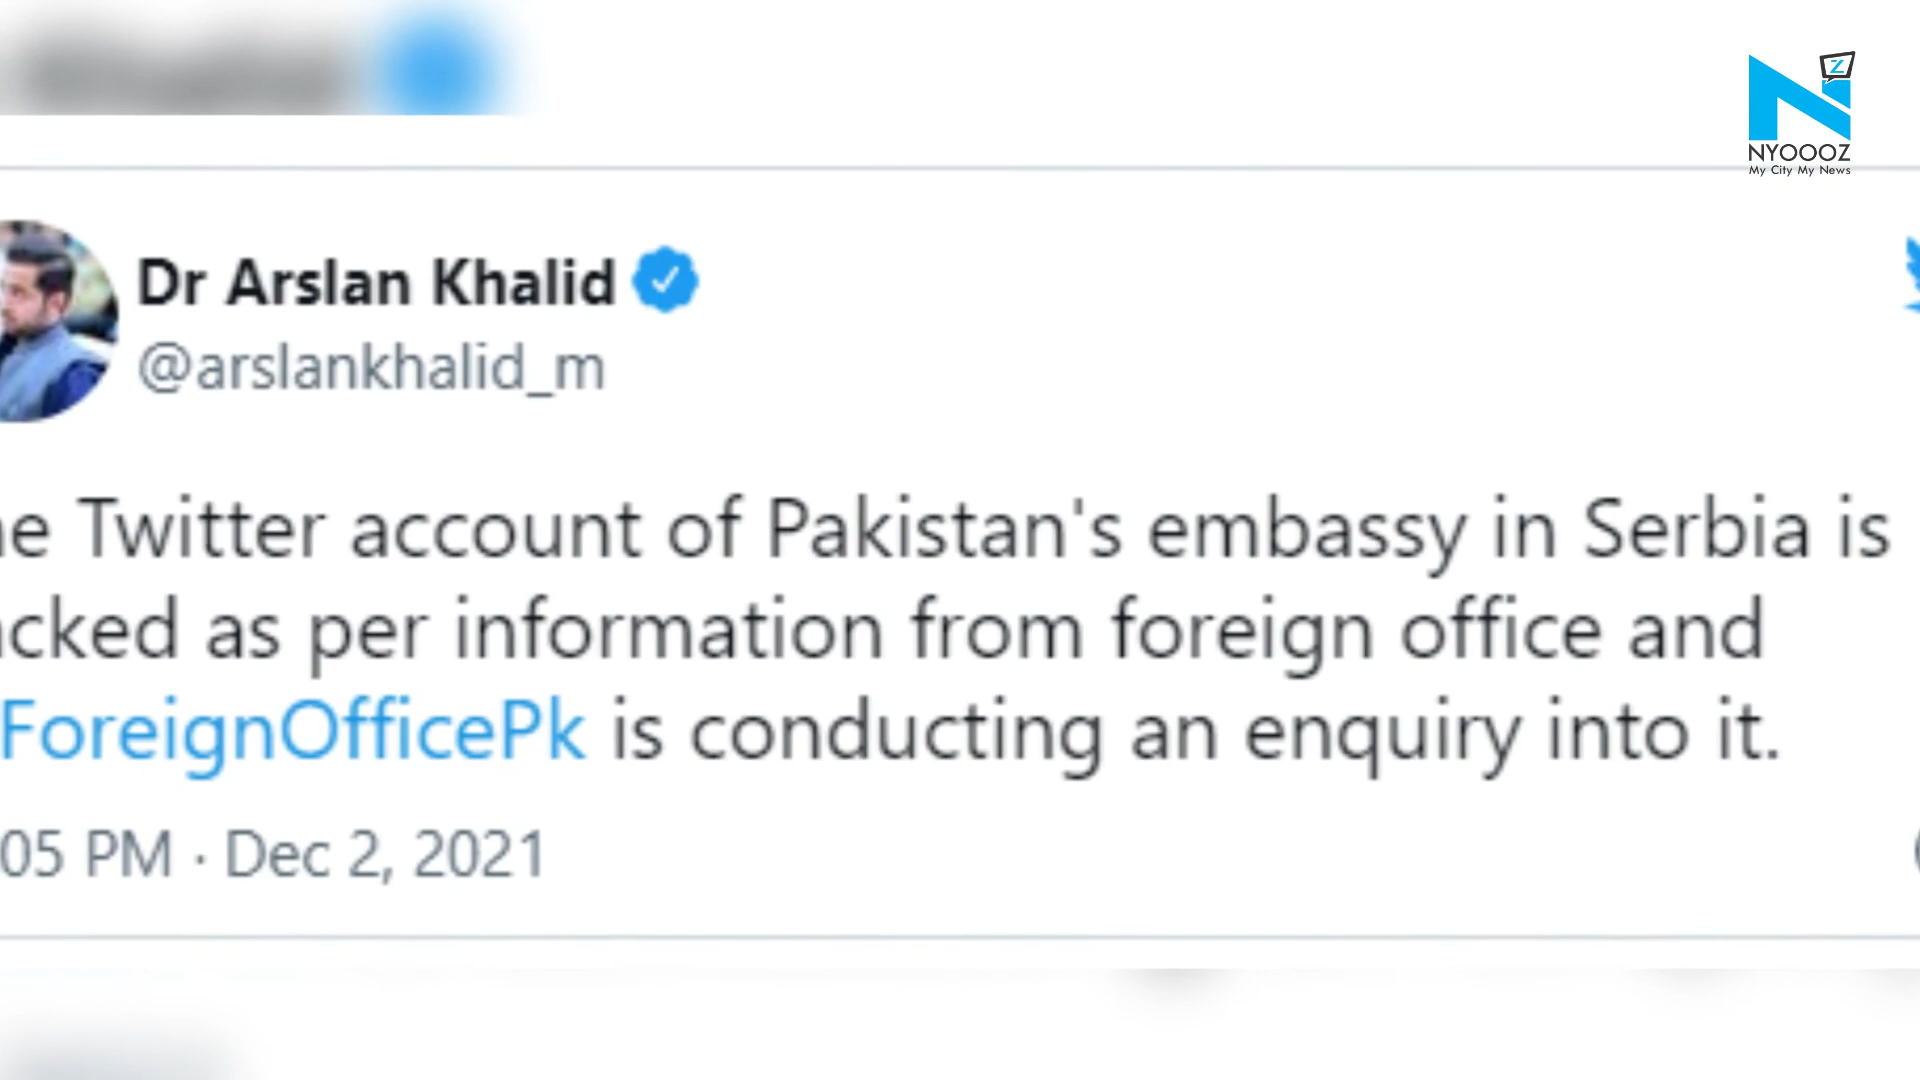 Z
NYOOOZ
My City My News
Dr Arslan Khalid
@arslankhalid_m
Twitter account of Pakistan's embassy in Serbia is
as per information from foreign office and
ForeignOfficePk is conducting an enquiry into it.
05 PM · Dec 2, 2021